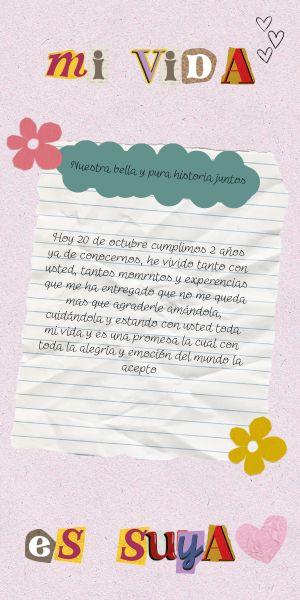 mi VIDA
Nuestra bella y pura historia juntos
Hoy 20 de octubre cumplimos 2 años
ya de conocernos, he vivido tanto con
usted, tantos momrntos y experencias
que me ha entregado que no me queda
mas que agraderle amándola,
cuidándola y estando con usted toda
mi vida y es una promesa la cual con
toda la alegría y emoción del mundo la
acepto
es suyA